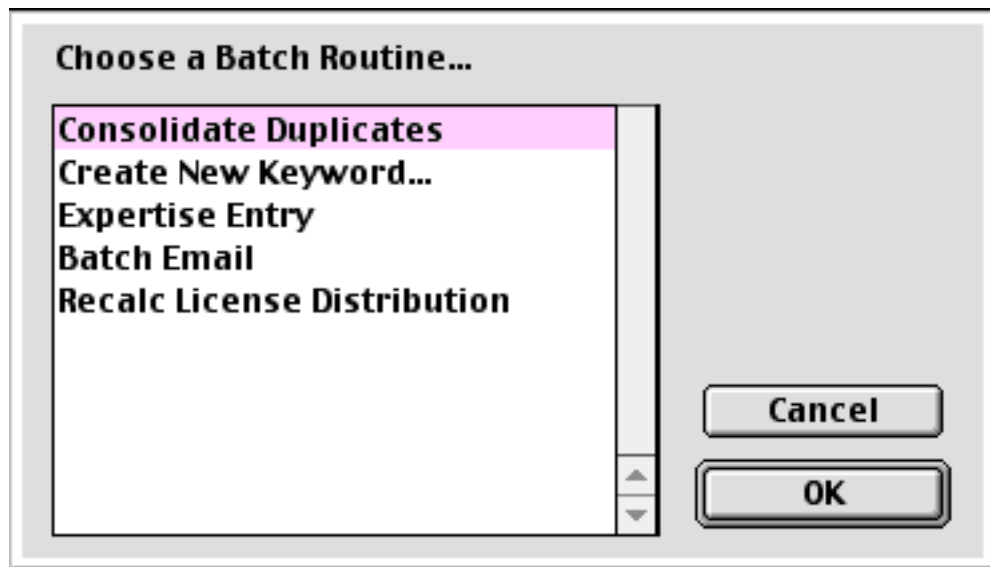 Choose a Batch Routine...
Consolidate Duplicates
Create New Keyword...
Expertise Entry
Batch Email
Recalc License Distribution
Cancel
OK